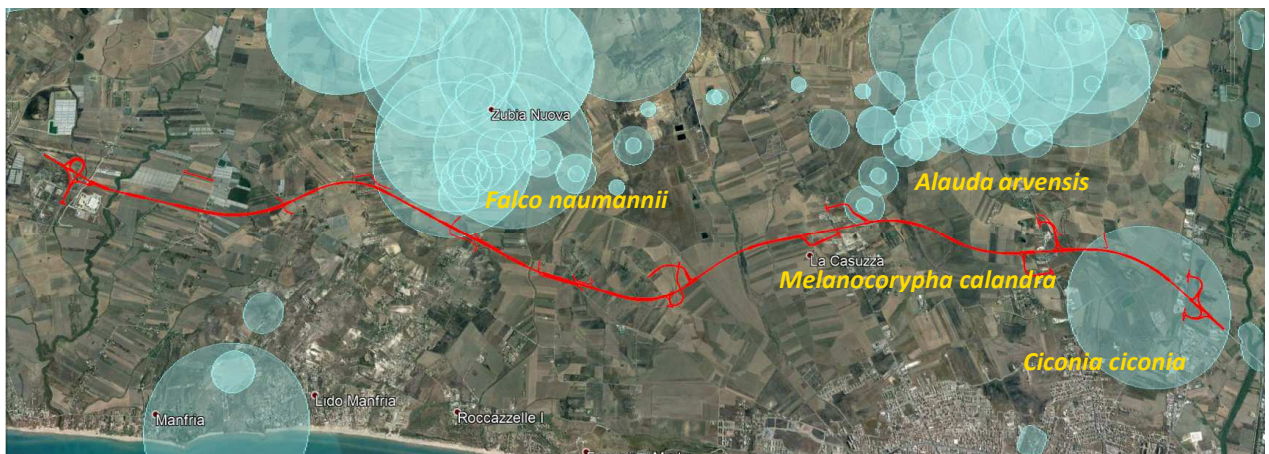 Zubia Nuova
Falco naumannii
Alauda arvensis
La Casuzza
Melanocorypha calandra
Ciconia ciconia
Lido Manfria
Manfria
Roccazzelle I